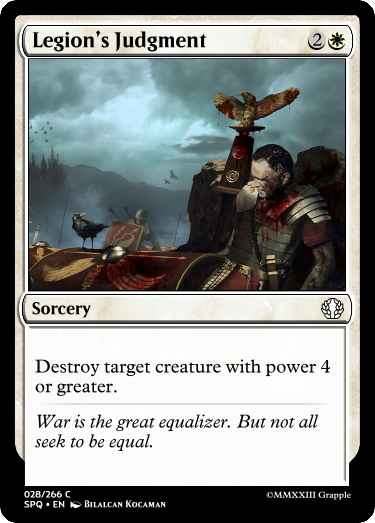 Legion's Judgment 2
Sorcery
Destroy target creature with power 4
or greater.
War is the great equalizer. But not all
seek to be equal.
028/266 C
SPQ • EN Bilalcan Kocaman
©MMXXIII Grapple